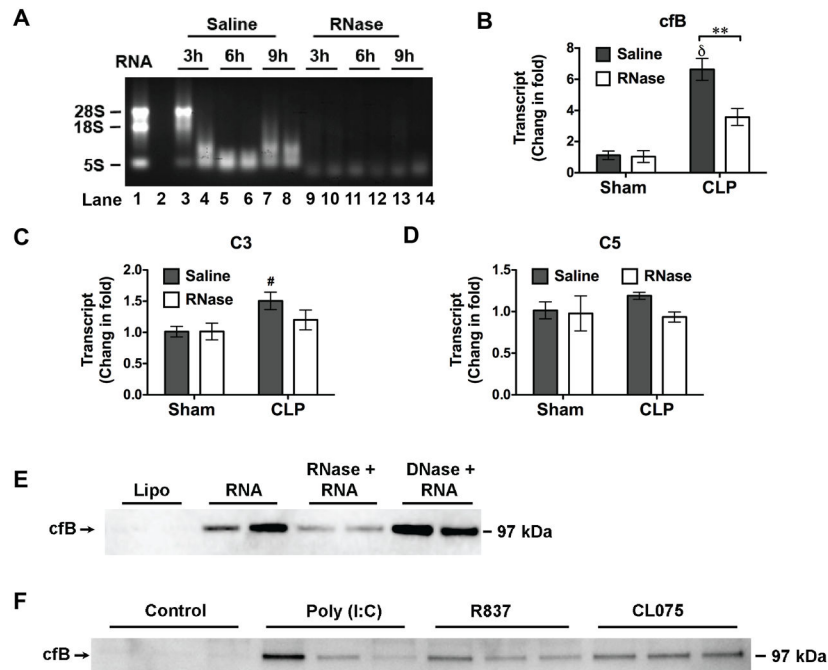 A
Saline RNase
RNA 3h 6h 9h 3h 6h 9h
28S
18S
5S
Lane 1 2 3 4 5 6 7 8 9 10 11 12 13 14
B
cfB
**
δ
Saline
RNase
Transcript
(Chang in fold)
8
6
4
2
0
Sham CLP
C
C3
Saline
RNase
#
Transcript
(Chang in fold)
2.0
1.5
1.0
0.5
0.0
Sham CLP
D
C5
Saline RNase
Transcript
(Chang in fold)
1.5
1.0
0.5
0.0
Sham CLP
E
Lipo RNA RNase + RNA DNase + RNA
cfB → – 97 kDa
F
Control Poly (I:C) R837 CL075
cfB → – 97 kDa